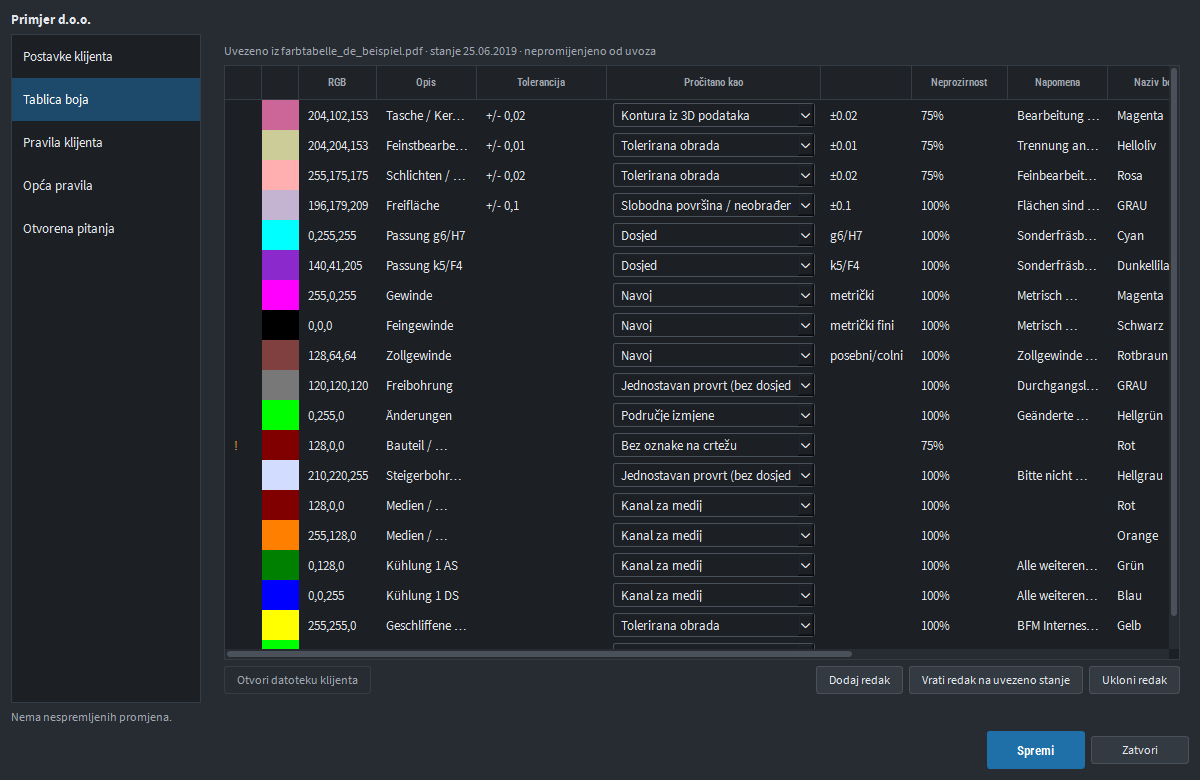 Primjer d.o.o.
Postavke klijenta
Tablica boja
Pravila klijenta
Opća pravila
Otvorena pitanja
Uvezeno iz farbtabelle_de_beispiel.pdf · stanje 25.06.2019 · nepromijenjeno od uvoza
RGB Opis Tolerancija Pročitano kao Neprozirnost Napomena Naziv bo
204,102,153 Tasche / Ker... +/- 0,02 Kontura iz 3D podataka ±0.02 75% Bearbeitung ... Magenta
204,204,153 Feinstbearbe... +/- 0,01 Tolerirana obrada ±0.01 75% Trennung an... Helloliv
255,175,175 Schlichten / ... +/- 0,02 Tolerirana obrada ±0.02 75% Feinbearbeit... Rosa
196,179,209 Freifläche +/- 0,1 Slobodna površina / neobrađer ±0.1 100% Flächen sind ... GRAU
0,255,255 Passung g6/H7 Dosjed g6/H7 100% Sonderfräsb... Cyan
140,41,205 Passung k5/F4 Dosjed k5/F4 100% Sonderfräsb... Dunkellila
255,0,255 Gewinde Navoj metrički 100% Metrisch ... Magenta
0,0,0 Feingewinde Navoj metrički fini 100% Metrisch ... Schwarz
128,64,64 Zollgewinde Navoj posebni/colni 100% Zollgewinde ... Rotbraun
120,120,120 Freibohrung Jednostavan provrt (bez dosjed 100% Durchgangsl... GRAU
0,255,0 Änderungen Područje izmjene 100% Geänderte ... Hellgrün
! 128,0,0 Bauteil / ... Bez oznake na crtežu 75% Rot
210,220,255 Steigerbohr... Jednostavan provrt (bez dosjed 100% Bitte nicht ... Hellgrau
128,0,0 Medien / ... Kanal za medij 100% Rot
255,128,0 Medien / ... Kanal za medij 100% Orange
0,128,0 Kühlung 1 AS Kanal za medij 100% Alle weiteren... Grün
0,0,255 Kühlung 1 DS Kanal za medij 100% Alle weiteren... Blau
255,255,0 Geschliffene ... Tolerirana obrada 100% BFM Internes... Gelb
Otvori datoteku klijenta Dodaj redak Vrati redak na uvezeno stanje Ukloni redak
Nema nespremljenih promjena.
Spremi Zatvori